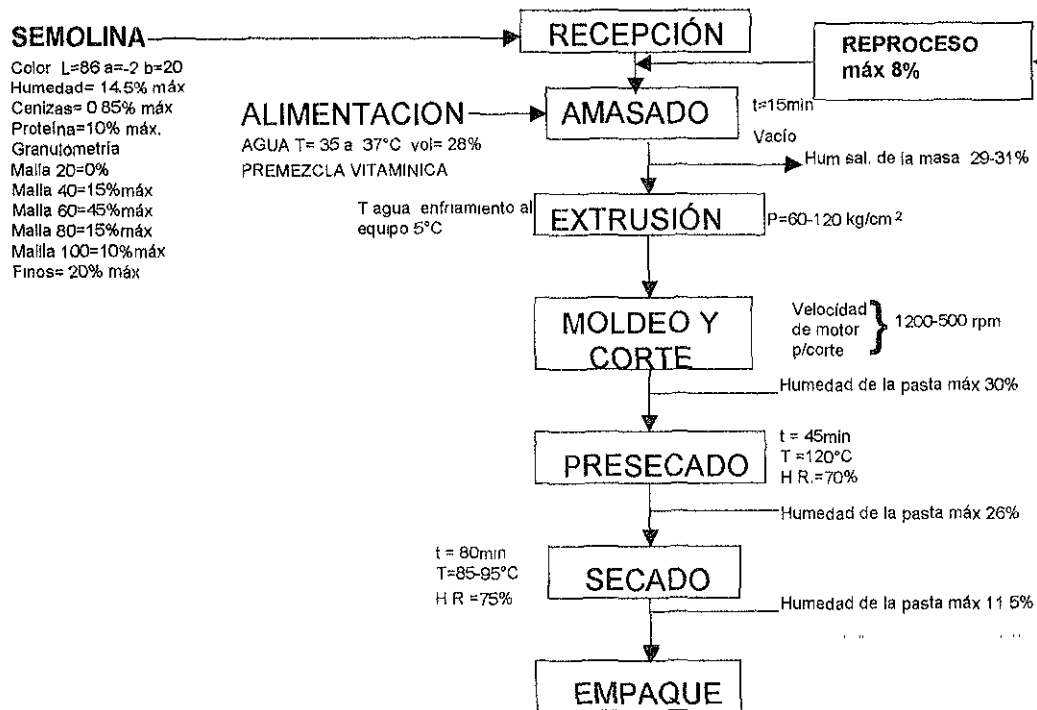 SEMOLINA
Color L=86 a=-2 b=20
Humedad= 14.5% máx
Cenizas= 0 85% máx
Proteína=10% máx.
Granulometría
Malla 20=0%
Malla 40=15%máx
Malla 60=45%máx
Malla 80=15%máx
Malla 100=10%máx
Finos= 20% máx
RECEPCIÓN
REPROCESO
máx 8%
ALIMENTACION
AGUA T= 35 a 37°C vol= 28%
PREMEZCLA VITAMINICA
AMASADO
t=15min
Vacío
Hum sal. de la masa 29-31%
T agua enfriamiento al
equipo 5°C
EXTRUSIÓN
P=60-120 kg/cm²
MOLDEO Y
CORTE
Velocidad
de motor
p/corte
} 1200-500 rpm
Humedad de la pasta máx 30%
PRESECADO
t = 45min
T =120°C
H R.=70%
Humedad de la pasta máx 26%
t = 80min
T=85-95°C
H R =75%
SECADO
Humedad de la pasta máx 11 5%
EMPAQUE